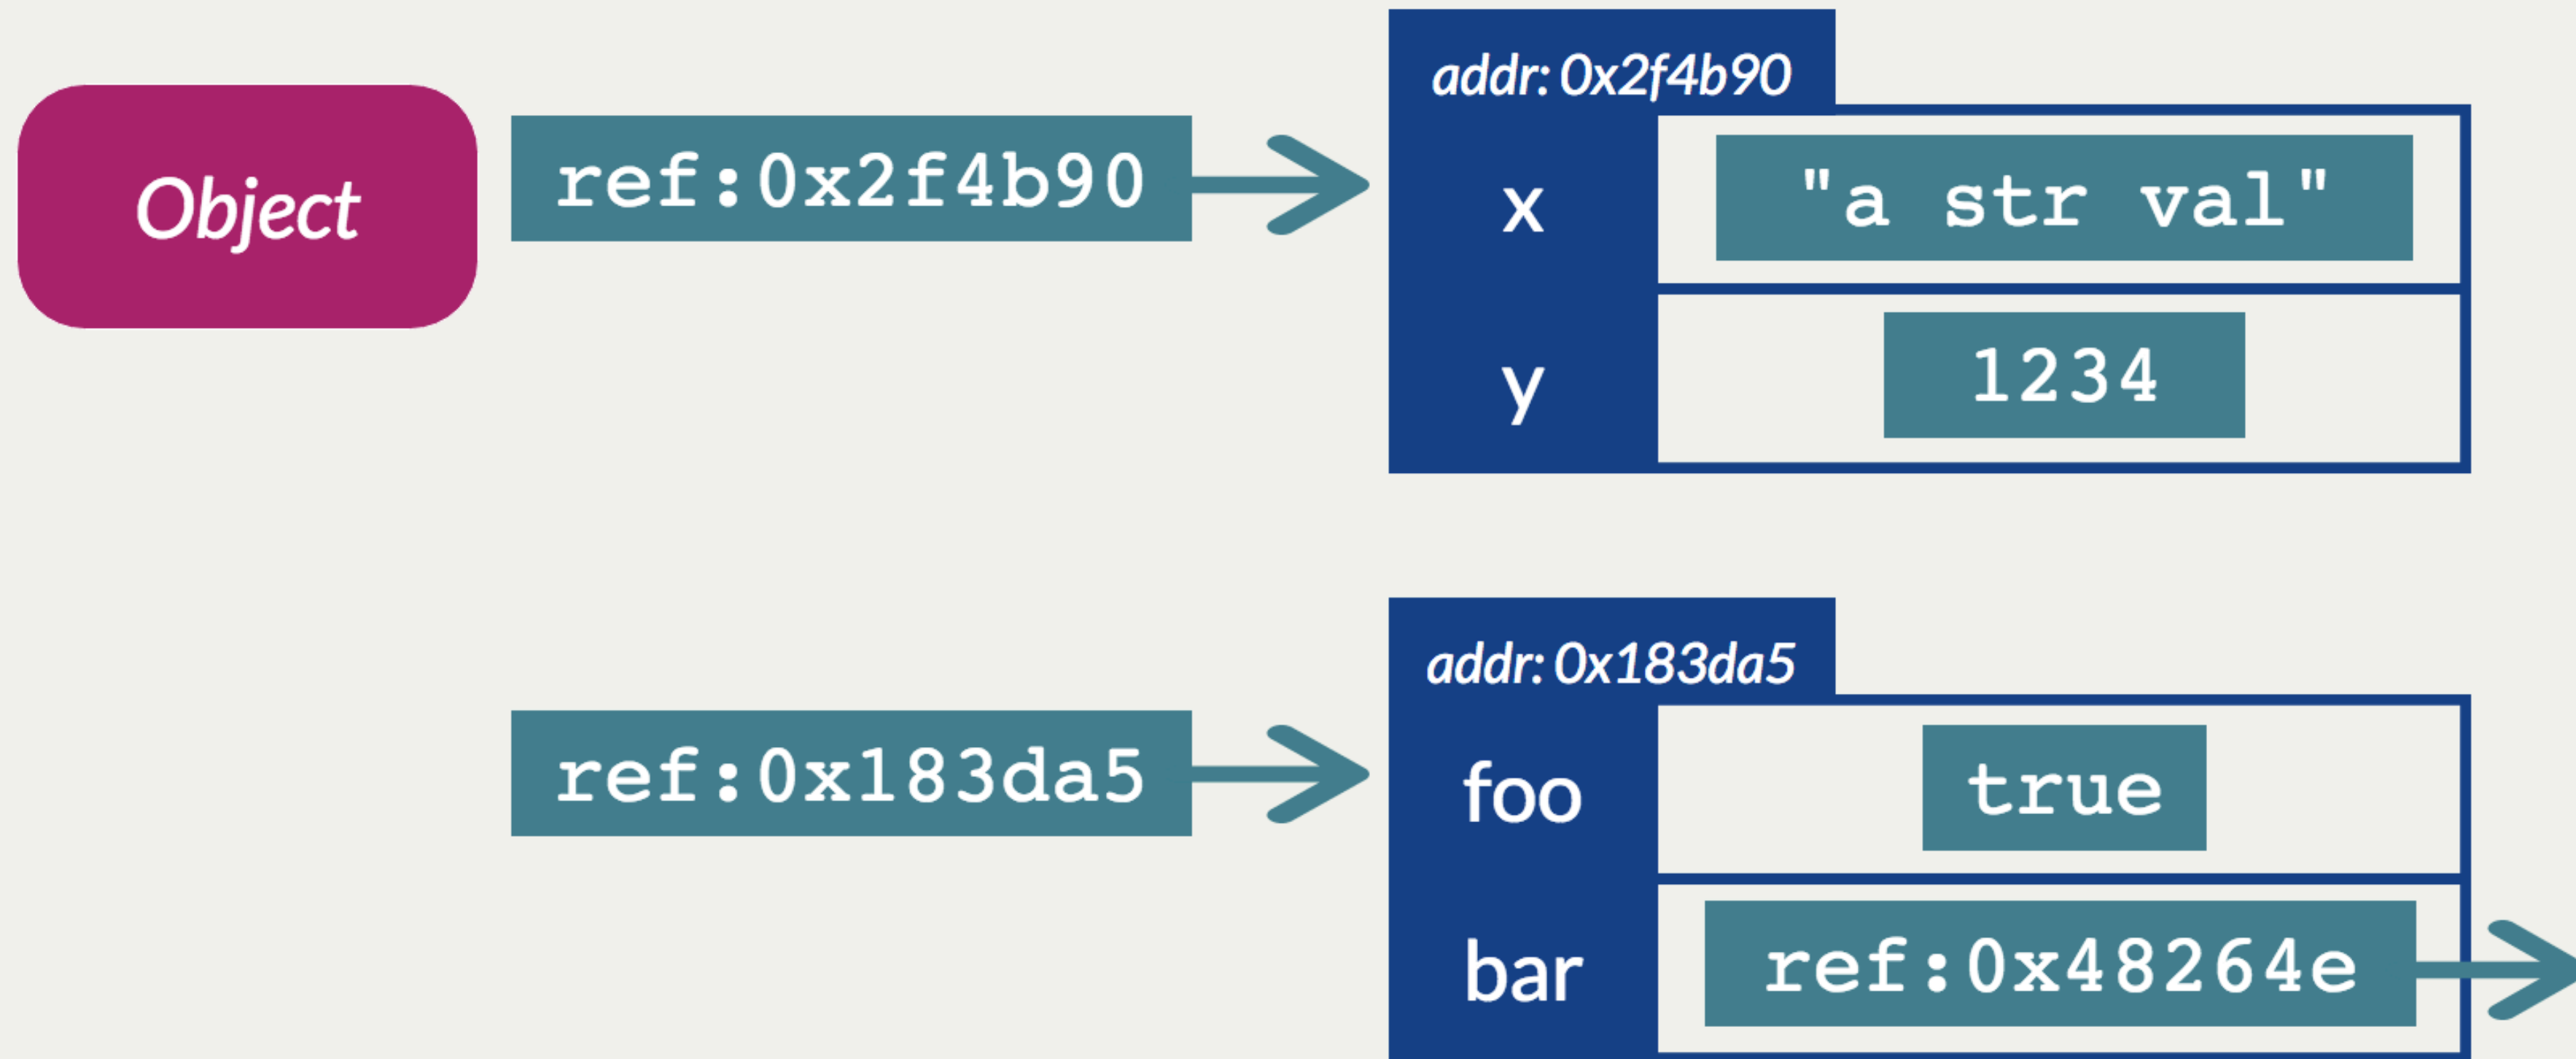 Object
ref:0x2f4b90
addr: 0x2f4b90
x
"a str val"
y
1234
ref:0x183da5
addr: 0x183da5
foo
true
bar
ref:0x48264e